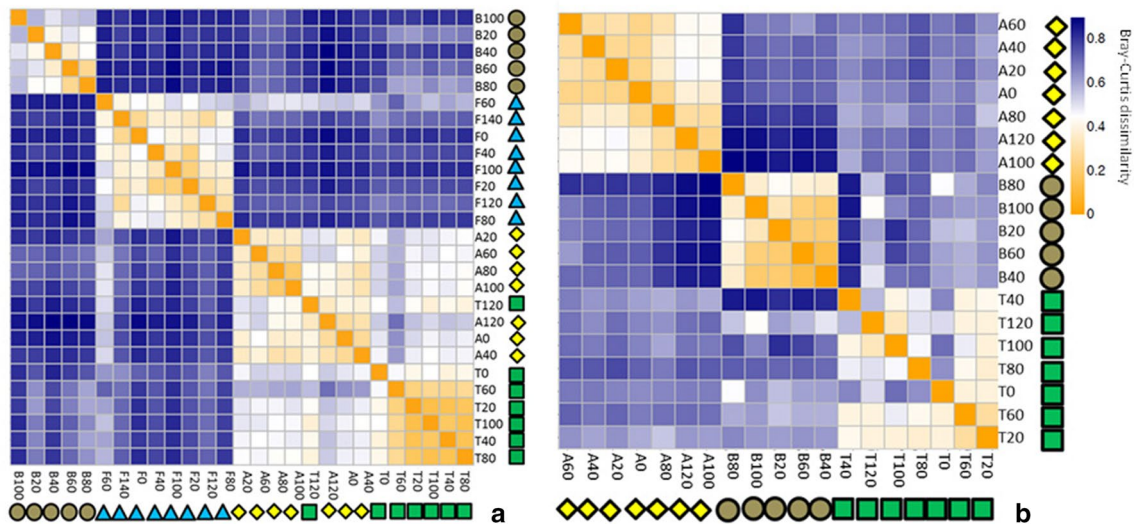 B100
B20
B40
B60
B80
F60
F140
F0
F40
F100
F20
F120
F80
A20
A60
A80
A100
T120
A120
A0
A40
T0
T60
T20
T100
T40
T80
B100
B20
B40
B60
B80
F60
F140
F0
F40
F100
F20
F120
F80
A20
A60
A80
A100
T120
A120
A0
A40
T0
T60
T20
T100
T40
T80
a
A60
A40
A20
A0
A80
A120
A100
B80
B100
B20
B60
B40
T40
T120
T100
T80
T0
T60
T20
A60
A40
A20
A0
A80
A120
A100
B80
B100
B20
B60
B40
T40
T120
T100
T80
T0
T60
T20
b
0.8
0.6
0.4
0.2
0
Bray-Curtis dissimilarity